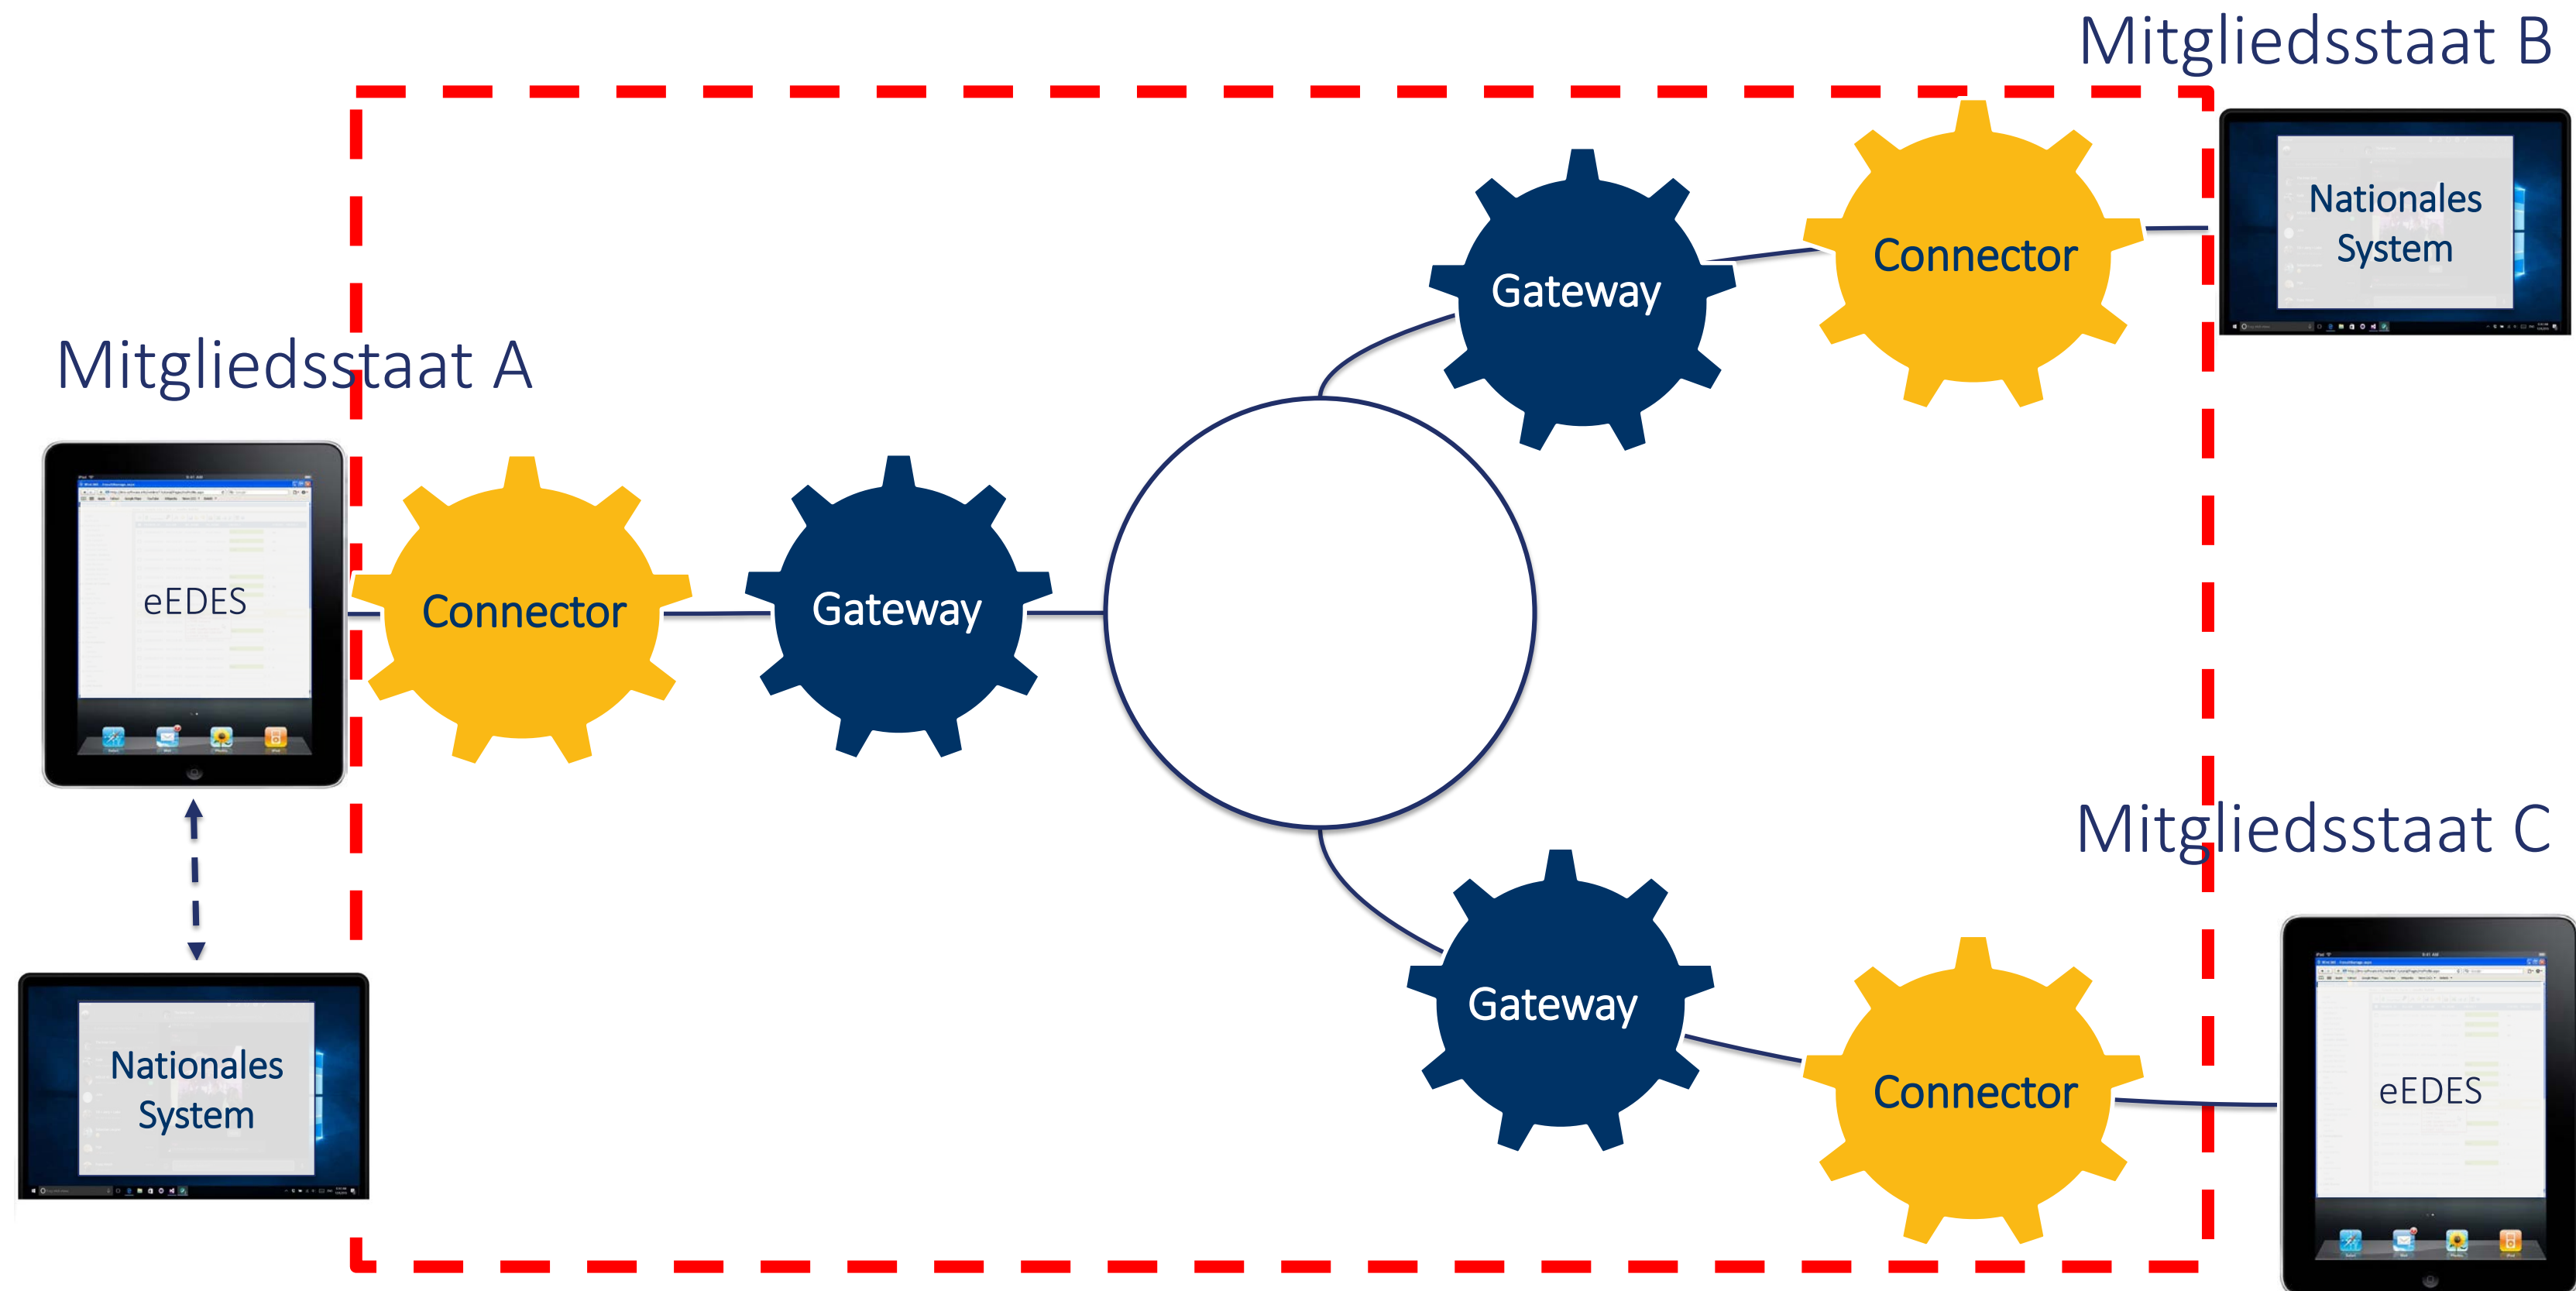 Mitgliedsstaat B
Nationales
System
Connector
Gateway
Mitgliedsstaat A
eEDES
Connector
Gateway
Mitgliedsstaat C
Gateway
Connector
eEDES
Nationales
System